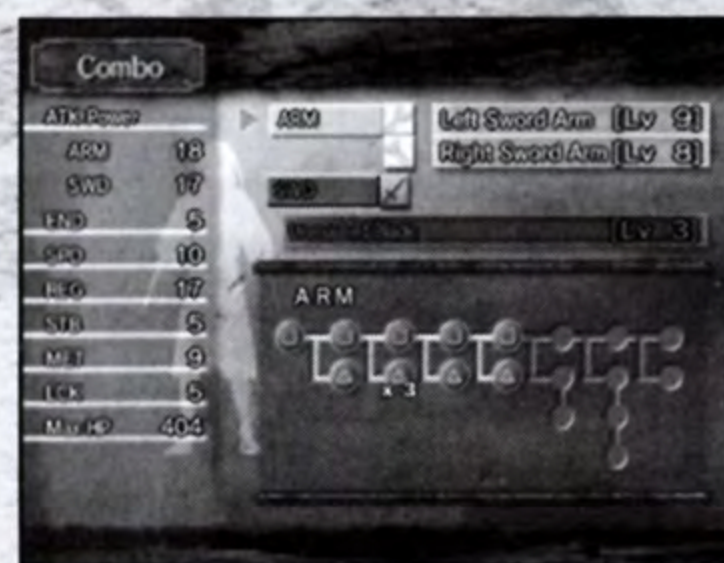 Combo
ATK Power
ARM 18
SWD 17
END 5
SPD 10
REG 17
STB 5
MET 9
LCK 5
Max HP 404
ARM
Left Sword Arm [Lv 9]
Right Sword Arm [Lv 8]
SWD
[Lv 3]
ARM
x 3